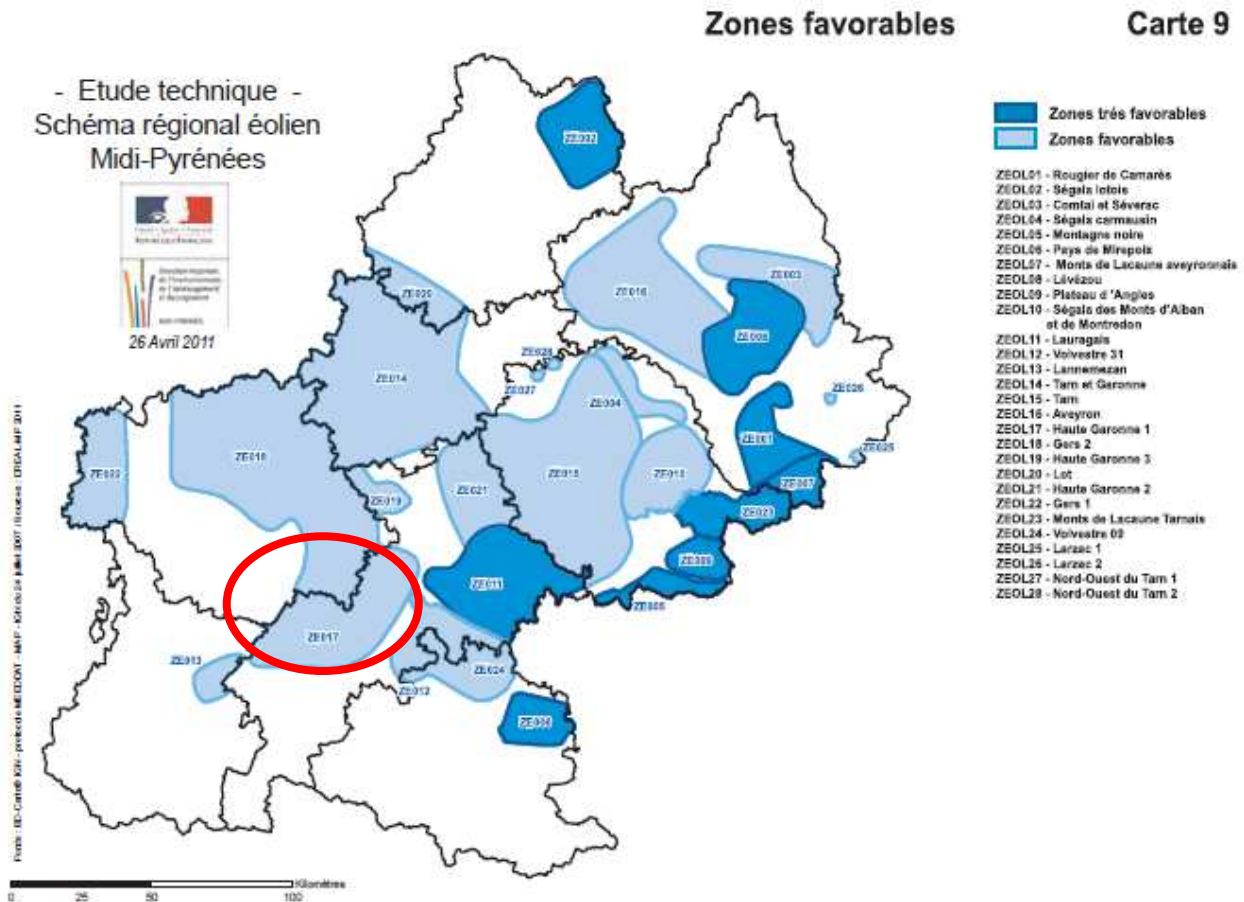 Zones favorables
Carte 9
- Etude technique -
Schéma régional éolien
Midi-Pyrénées
26 Avril 2011
Zones trés favorables
Zones favorables
ZEOL01 - Rougier de Camarès
ZEOL02 - Ségala lotois
ZEOL03 - Comtal et Séverac
ZEOL04 - Ségala carmausin
ZEOL05 - Montagne noire
ZEOL06 - Pays de Mirepoix
ZEOL07 - Monts de Lacaune aveyronnais
ZEOL08 - Lévézou
ZEOL09 - Plateau d'Angles
ZEOL10 - Ségala des Monts d'Alban
et de Montredon
ZEOL11 - Lauragais
ZEOL12 - Volvestre 31
ZEOL13 - Lannemezan
ZEOL14 - Tarn et Garonne
ZEOL15 - Tarn
ZEOL16 - Aveyron
ZEOL17 - Haute Garonne 1
ZEOL18 - Gers 2
ZEOL19 - Haute Garonne 3
ZEOL20 - Lot
ZEOL21 - Haute Garonne 2
ZEOL22 - Gers 1
ZEOL23 - Monts de Lacaune Tarnais
ZEOL24 - Volvestre 09
ZEOL25 - Larzac 1
ZEOL26 - Larzac 2
ZEOL27 - Nord-Ouest du Tarn 1
ZEOL28 - Nord-Ouest du Tarn 2
ZE002
ZE003
ZE016
ZE020
ZE008
ZE028
ZE014
ZE027
ZE026
ZE004
ZE001
ZE025
ZE018
ZE022
ZE015
ZE010
ZE007
ZE021
ZE019
ZE023
ZE009
ZE011
ZE005
ZE017
ZE013
ZE024
ZE012
ZE006
Kilomètres
0 25 50 100